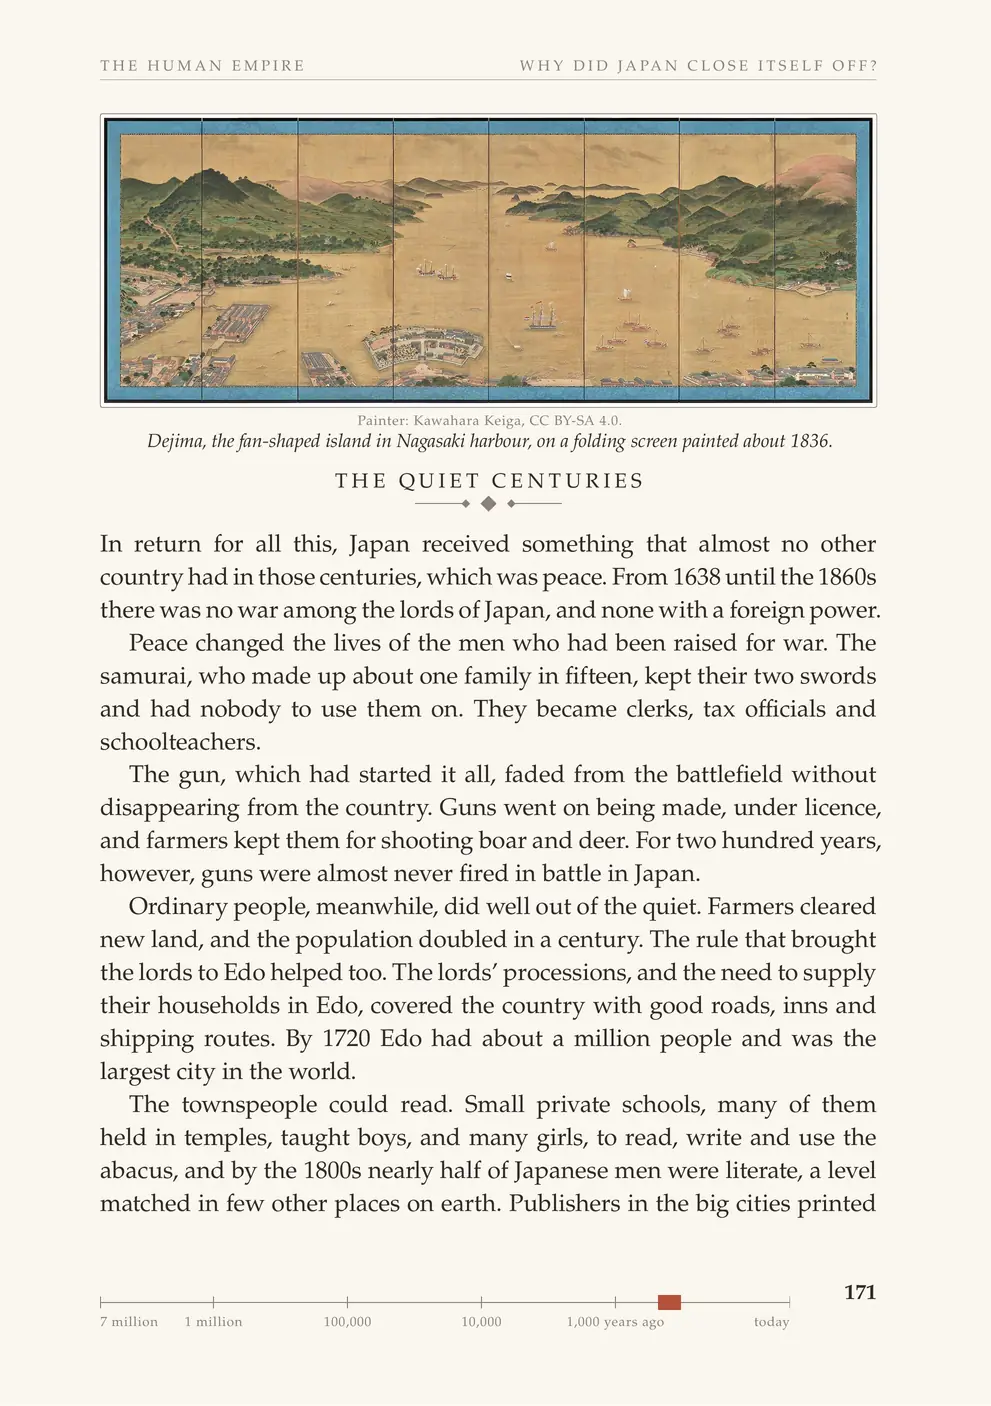 THE HUMAN EMPIRE
WHY DID JAPAN CLOSE ITSELF OFF?
Painter: Kawahara Keiga, CC BY-SA 4.0.
Dejima, the fan-shaped island in Nagasaki harbour, on a folding screen painted about 1836.
THE QUIET CENTURIES
In return for all this, Japan received something that almost no other
country had in those centuries, which was peace. From 1638 until the 1860s
there was no war among the lords of Japan, and none with a foreign power.
Peace changed the lives of the men who had been raised for war. The
samurai, who made up about one family in fifteen, kept their two swords
and had nobody to use them on. They became clerks, tax officials and
schoolteachers.
The gun, which had started it all, faded from the battlefield without
disappearing from the country. Guns went on being made, under licence,
and farmers kept them for shooting boar and deer. For two hundred years,
however, guns were almost never fired in battle in Japan.
Ordinary people, meanwhile, did well out of the quiet. Farmers cleared
new land, and the population doubled in a century. The rule that brought
the lords to Edo helped too. The lords’ processions, and the need to supply
their households in Edo, covered the country with good roads, inns and
shipping routes. By 1720 Edo had about a million people and was the
largest city in the world.
The townspeople could read. Small private schools, many of them
held in temples, taught boys, and many girls, to read, write and use the
abacus, and by the 1800s nearly half of Japanese men were literate, a level
matched in few other places on earth. Publishers in the big cities printed
171
7 million
1 million
100,000
10,000
1,000 years ago
today